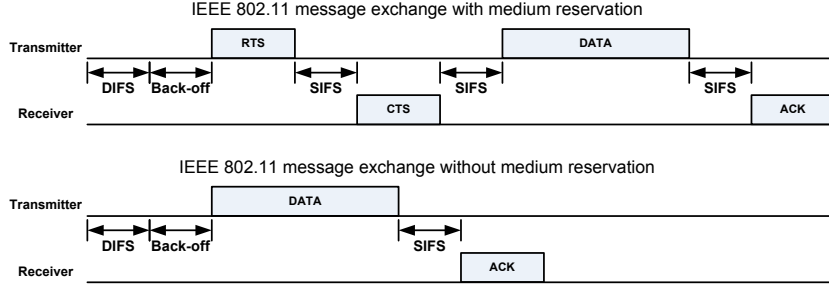 IEEE 802.11 message exchange with medium reservation
Transmitter
RTS
DATA
DIFS Back-off SIFS SIFS SIFS
Receiver
CTS
ACK
IEEE 802.11 message exchange without medium reservation
Transmitter
DATA
DIFS Back-off SIFS
Receiver
ACK